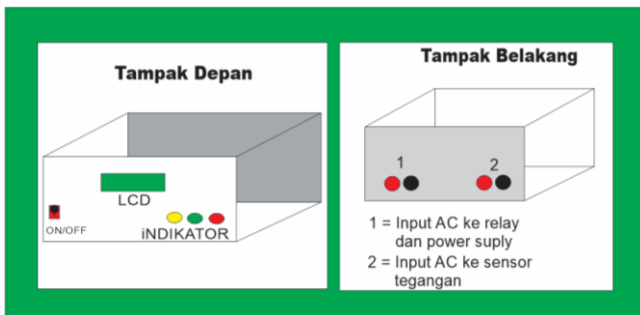 Tampak Depan
LCD
ON/OFF
iNDIKATOR
Tampak Belakang
1
2
1 = Input AC ke relay
dan power suply
2 = Input AC ke sensor
tegangan